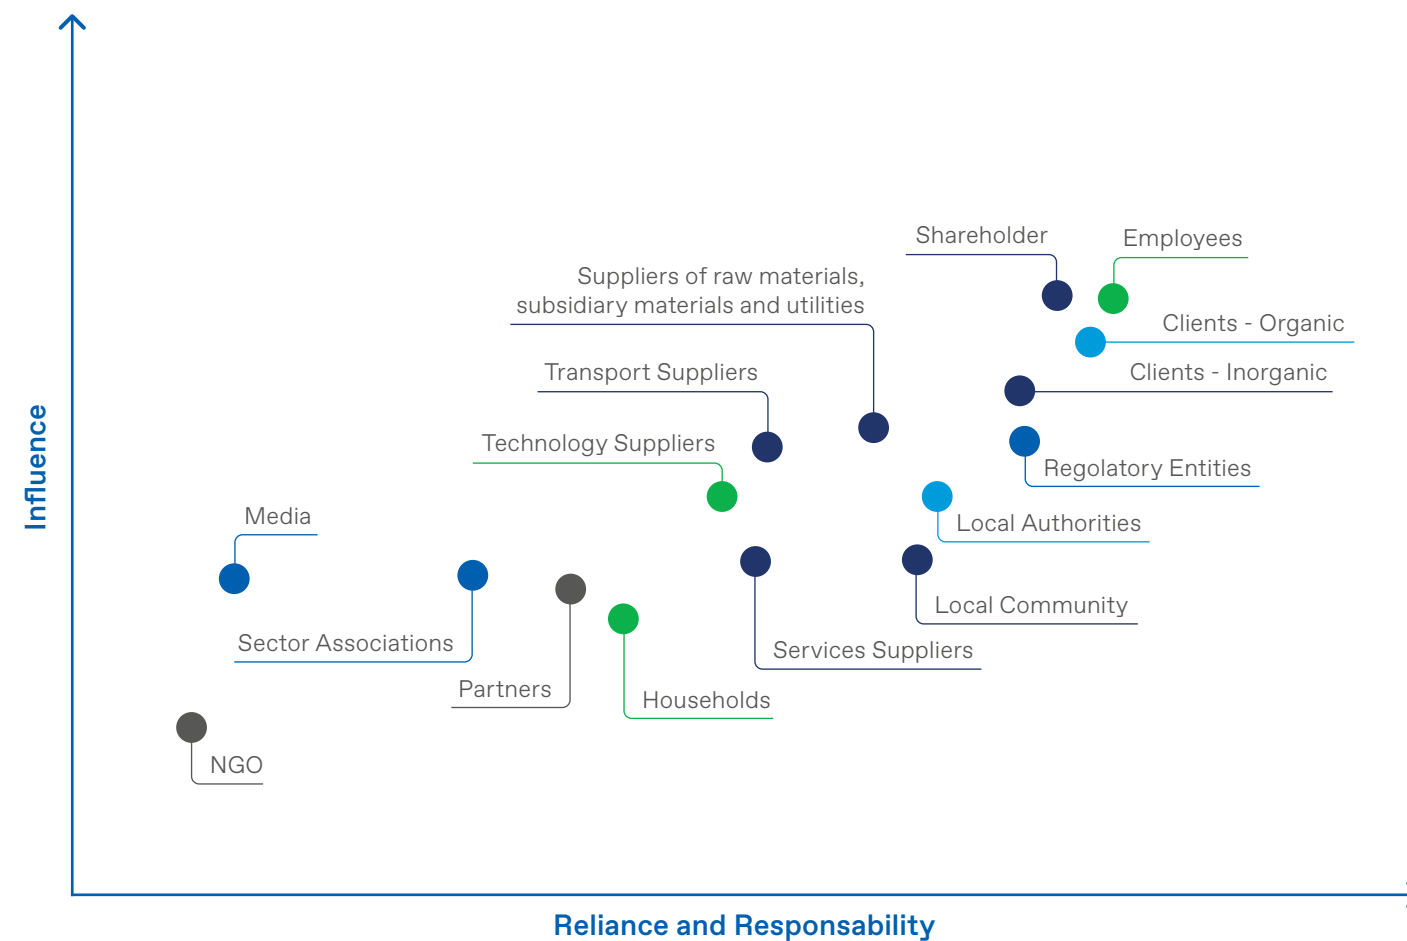 Shareholder
Employees
Suppliers of raw materials,
subsidiary materials and utilities
Clients - Organic
Transport Suppliers
Clients - Inorganic
Technology Suppliers
Regolatory Entities
Influence
Media
Local Authorities
Local Community
Sector Associations
Services Suppliers
Partners
Households
NGO
Reliance and Responsability